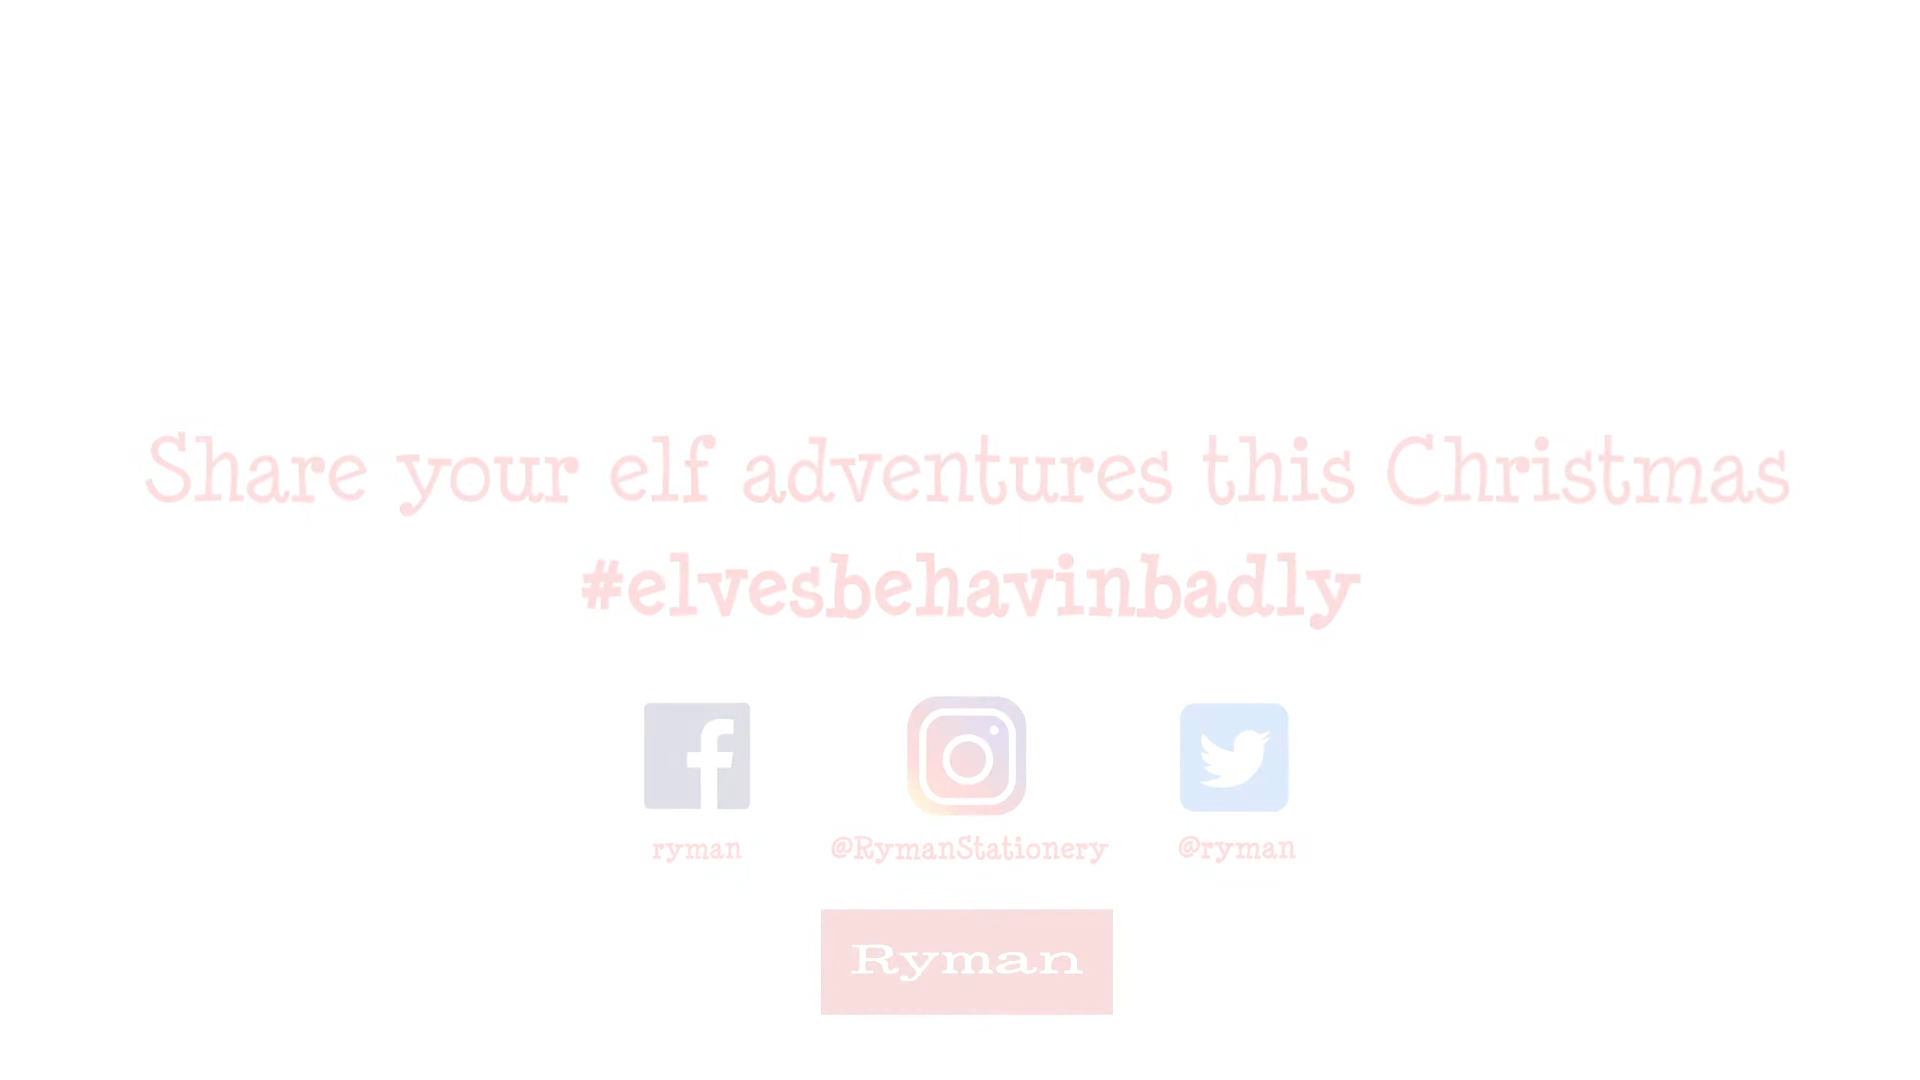 Share your elf adventures this Christmas
#elvesbehavinbadly
ryman @RymanStationery @ryman
Ryman